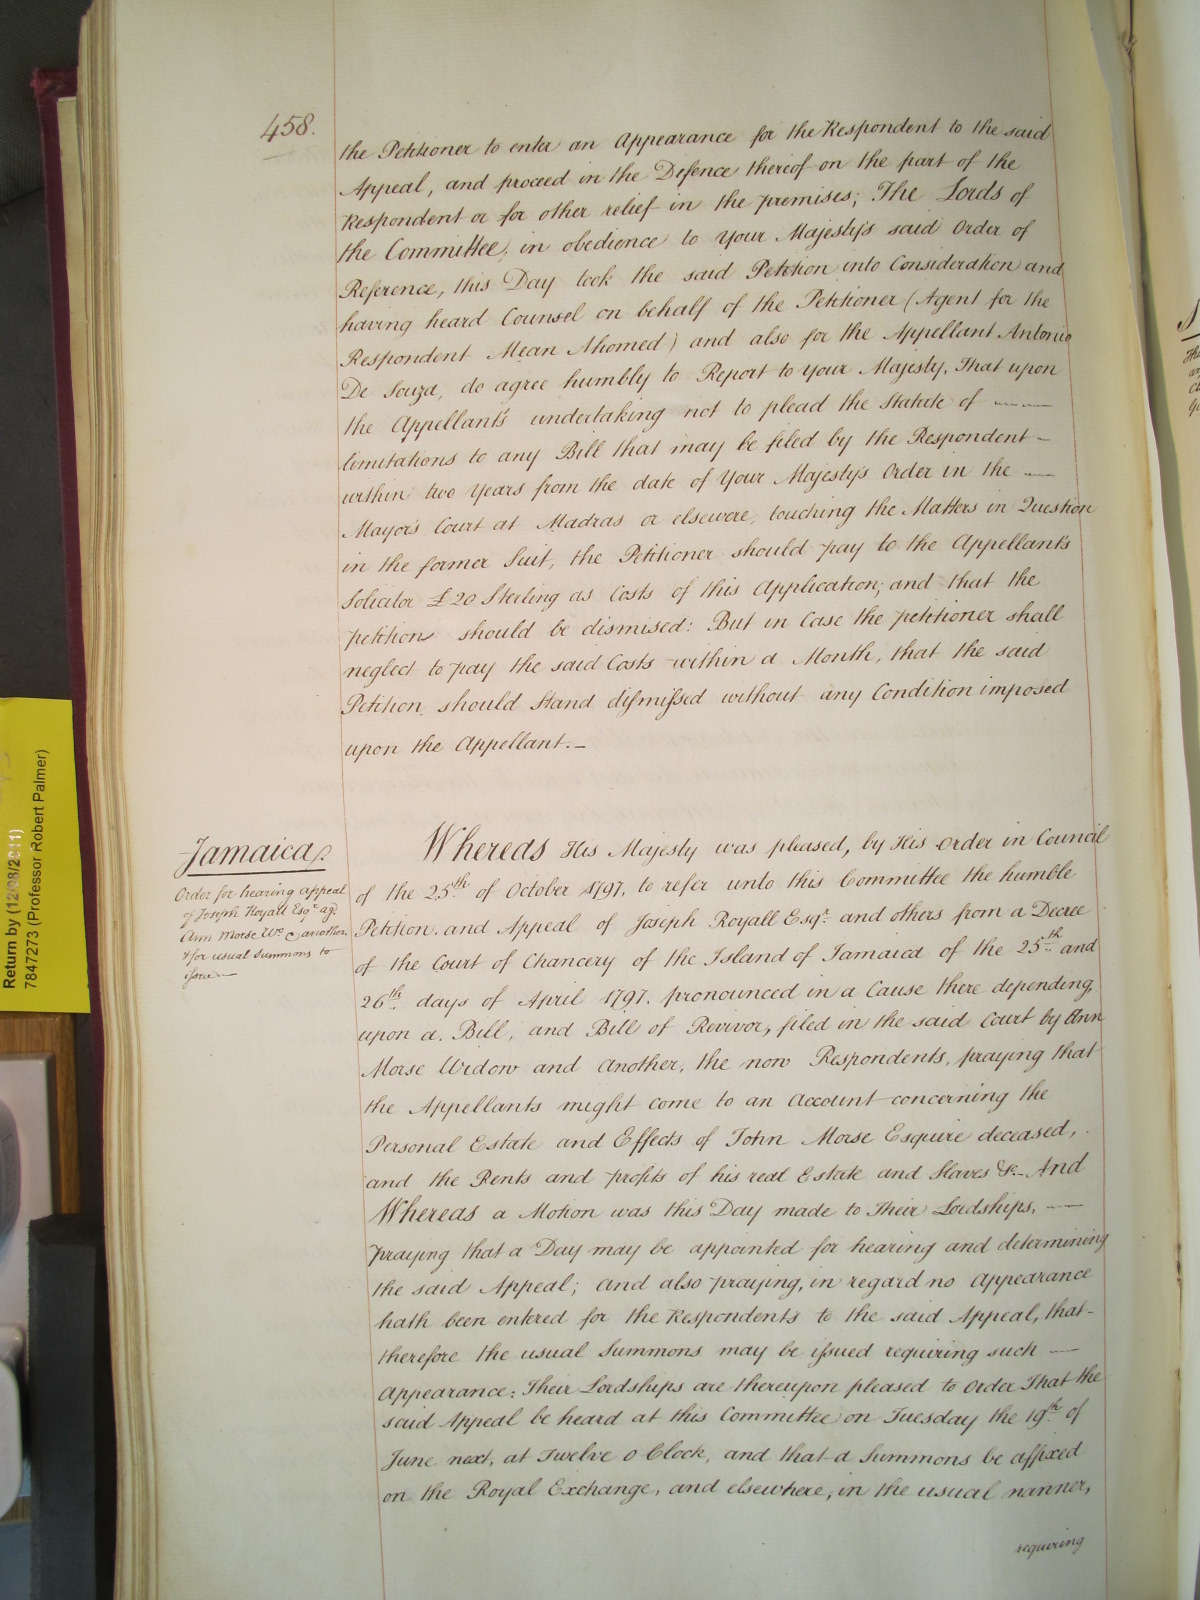 458.
the Petitioner to enter an Appearance for the Respondent to the said
Appeal, and proceed in the Defence thereof on the part of the
Respondent or for other relief in the premises; The Lords of
the Committee, in obedience to Your Majesty's said Order of
Reference, this Day took the said Petition into Consideration and
having heard Counsel on behalf of the Petitioner (Agent for the
Respondent Mean Ahomed) and also for the Appellant Antonio
De Souza, do agree humbly to Report to Your Majesty, That upon
the Appellant's undertaking not to plead the Statute of
limitations to any Bill that may be filed by the Respondent -
within two Years from the date of Your Majesty's Order in the
Mayor's Court at Madras or elsewere, touching the Matters in Question
in the former Suit, the Petitioner should pay to the Appellant's
Solicitor £20 Sterling as Costs of this Application; and that the
petition should be dismised: But in Case the petitioner shall
neglect to pay the said Costs within a Month, that the said
Petition should stand dismissed without any Condition imposed
upon the Appellant.-
Jamaica.
Order for hearing appeal
of Joseph Royall Esqr. agt.
Ann Morse Wo. & another
& for usual Summons to
issue
Whereas His Majesty was pleased, by His Order in Council
of the 25th of October 1797, to refer unto this Committee the humble
Petition and Appeal of Joseph Royall Esqr. and others from a Decree
of the Court of Chancery of the Island of Jamaica of the 25th and
26th days of April 1797. pronounced in a Cause there depending
upon a Bill, and Bill of Revivor, filed in the said Court by Ann
Morse Widow and Another, the now Respondents, praying that
the Appellants might come to an Account concerning the
Personal Estate and Effects of John Morse Esquire deceased,
and the Rents and profits of his real Estate and Slaves &c.- And
Whereas a Motion was this Day made to Their Lordships,
praying that a Day may be appointed for hearing and determining
the said Appeal; and also praying, in regard no Appearance
hath been entered for the Respondents to the said Appeal, that
therefore the usual Summons may be issued requiring such
Appearance; Their Lordships are thereupon pleased to Order That the
said Appeal be heard at this Committee on Tuesday the 19th of
June next, at Twelve o Clock, and that a Summons be affixed
on the Royal Exchange, and elsewhere, in the usual manner,
requiring
Return by (12/08/2011)
7847273 (Professor Robert Palmer)